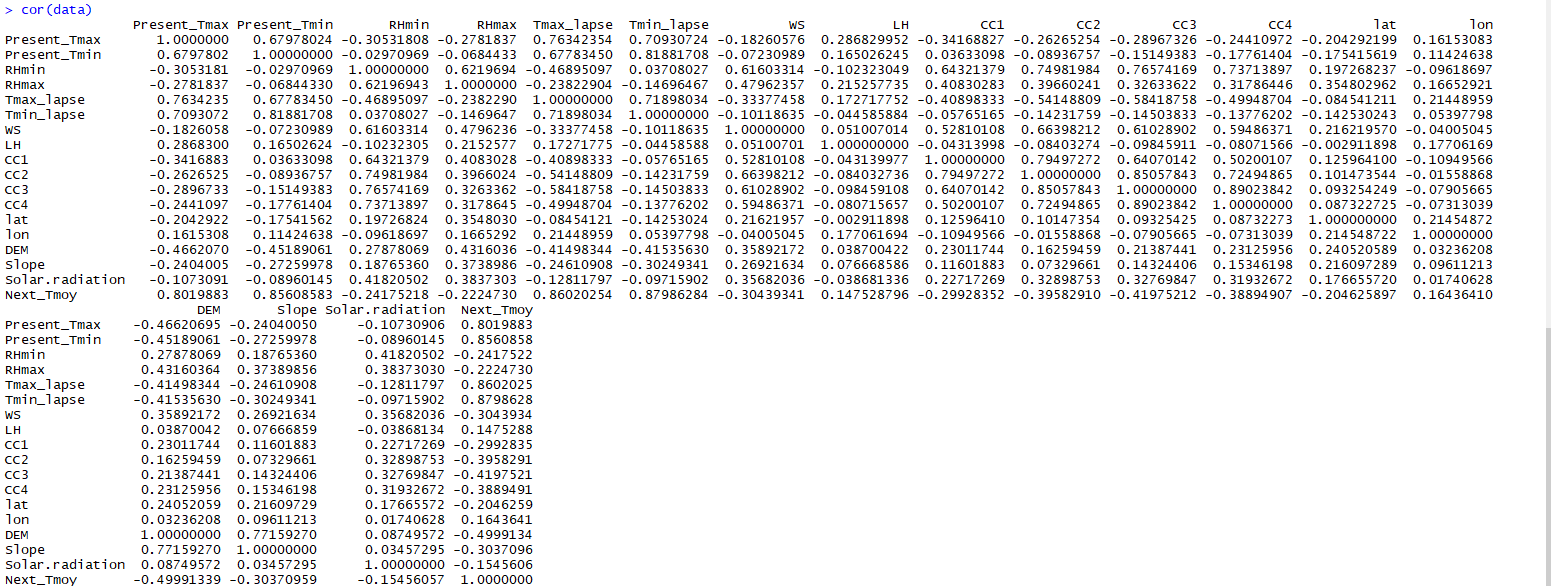 > cor(data)
Present_Tmax Present_Tmin RHmin RHmax Tmax_lapse Tmin_lapse WS LH CC1 CC2 CC3 CC4 lat lon
Present_Tmax 1.0000000 0.67978024 -0.30531808 -0.2781837 0.76342354 0.70930724 -0.18260576 0.286829952 -0.34168827 -0.26265254 -0.28967326 -0.24410972 -0.204292199 0.16153083
Present_Tmin 0.6797802 1.00000000 -0.02970969 -0.0684433 0.67783450 0.81881708 -0.07230989 0.165026245 0.03633098 -0.08936757 -0.15149383 -0.17761404 -0.175415619 0.11424638
RHmin -0.3053181 -0.02970969 1.00000000 0.6219694 -0.46895097 0.03708027 0.61603314 -0.102323049 0.64321379 0.74981984 0.76574169 0.73713897 0.197268237 -0.09618697
RHmax -0.2781837 -0.06844330 0.62196943 1.0000000 -0.23822904 -0.14696467 0.47962357 0.215257735 0.40830283 0.39660241 0.32633622 0.31786446 0.354802962 0.16652921
Tmax_lapse 0.7634235 0.67783450 -0.46895097 -0.2382290 1.00000000 0.71898034 -0.33377458 0.172717752 -0.40898333 -0.54148809 -0.58418758 -0.49948704 -0.084541211 0.21448959
Tmin_lapse 0.7093072 0.81881708 0.03708027 -0.1469647 0.71898034 1.00000000 -0.10118635 -0.044585884 -0.05765165 -0.14231759 -0.14503833 -0.13776202 -0.142530243 0.05397798
WS -0.1826058 -0.07230989 0.61603314 0.4796236 -0.33377458 -0.10118635 1.00000000 0.051007014 0.52810108 0.66398212 0.61028902 0.59486371 0.216219570 -0.04005045
LH 0.2868300 0.16502624 -0.10232305 0.2152577 0.17271775 -0.04458588 0.05100701 1.000000000 -0.04313998 -0.08403274 -0.09845911 -0.08071566 -0.002911898 0.17706169
CC1 -0.3416883 0.03633098 0.64321379 0.4083028 -0.40898333 -0.05765165 0.52810108 -0.043139977 1.00000000 0.79497272 0.64070142 0.50200107 0.125964100 -0.10949566
CC2 -0.2626525 -0.08936757 0.74981984 0.3966024 -0.54148809 -0.14231759 0.66398212 -0.084032736 0.79497272 1.00000000 0.85057843 0.72494865 0.101473544 -0.01558868
CC3 -0.2896733 -0.15149383 0.76574169 0.3263362 -0.58418758 -0.14503833 0.61028902 -0.098459108 0.64070142 0.85057843 1.00000000 0.89023842 0.093254249 -0.07905665
CC4 -0.2441097 -0.17761404 0.73713897 0.3178645 -0.49948704 -0.13776202 0.59486371 -0.080715657 0.50200107 0.72494865 0.89023842 1.00000000 0.087322725 -0.07313039
lat -0.2042922 -0.17541562 0.19726824 0.3548030 -0.08454121 -0.14253024 0.21621957 -0.002911898 0.12596410 0.10147354 0.09325425 0.08732273 1.000000000 0.21454872
lon 0.1615308 0.11424638 -0.09618697 0.1665292 0.21448959 0.05397798 -0.04005045 0.177061694 -0.10949566 -0.01558868 -0.07905665 -0.07313039 0.214548722 1.00000000
DEM -0.4662070 -0.45189061 0.27878069 0.4316036 -0.41498344 -0.41535630 0.35892172 0.038700422 0.23011744 0.16259459 0.21387441 0.23125956 0.240520589 0.03236208
Slope -0.2404005 -0.27259978 0.18765360 0.3738986 -0.24610908 -0.30249341 0.26921634 0.076668586 0.11601883 0.07329661 0.14324406 0.15346198 0.216097289 0.09611213
Solar.radiation -0.1073091 -0.08960145 0.41820502 0.3837303 -0.12811797 -0.09715902 0.35682036 -0.038681336 0.22717269 0.32898753 0.32769847 0.31932672 0.176655720 0.01740628
Next_Tmoy 0.8019883 0.85608583 -0.24175218 -0.2224730 0.86020254 0.87986284 -0.30439341 0.147528796 -0.29928352 -0.39582910 -0.41975212 -0.38894907 -0.204625897 0.16436410
DEM Slope Solar.radiation Next_Tmoy
Present_Tmax -0.46620695 -0.24040050 -0.10730906 0.8019883
Present_Tmin -0.45189061 -0.27259978 -0.08960145 0.8560858
RHmin 0.27878069 0.18765360 0.41820502 -0.2417522
RHmax 0.43160364 0.37389856 0.38373030 -0.2224730
Tmax_lapse -0.41498344 -0.24610908 -0.12811797 0.8602025
Tmin_lapse -0.41535630 -0.30249341 -0.09715902 0.8798628
WS 0.35892172 0.26921634 0.35682036 -0.3043934
LH 0.03870042 0.07666859 -0.03868134 0.1475288
CC1 0.23011744 0.11601883 0.22717269 -0.2992835
CC2 0.16259459 0.07329661 0.32898753 -0.3958291
CC3 0.21387441 0.14324406 0.32769847 -0.4197521
CC4 0.23125956 0.15346198 0.31932672 -0.3889491
lat 0.24052059 0.21609729 0.17665572 -0.2046259
lon 0.03236208 0.09611213 0.01740628 0.1643641
DEM 1.00000000 0.77159270 0.08749572 -0.4999134
Slope 0.77159270 1.00000000 0.03457295 -0.3037096
Solar.radiation 0.08749572 0.03457295 1.00000000 -0.1545606
Next_Tmoy -0.49991339 -0.30370959 -0.15456057 1.0000000